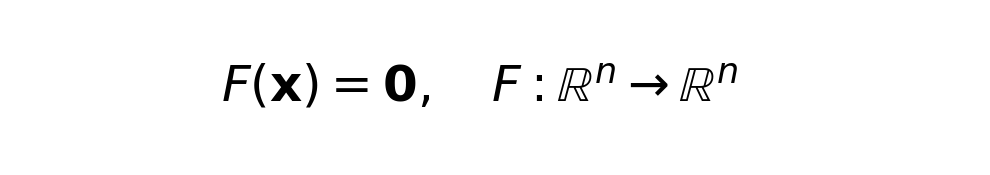 F(𝐱) = 𝟎,   F : ℝⁿ → ℝⁿ